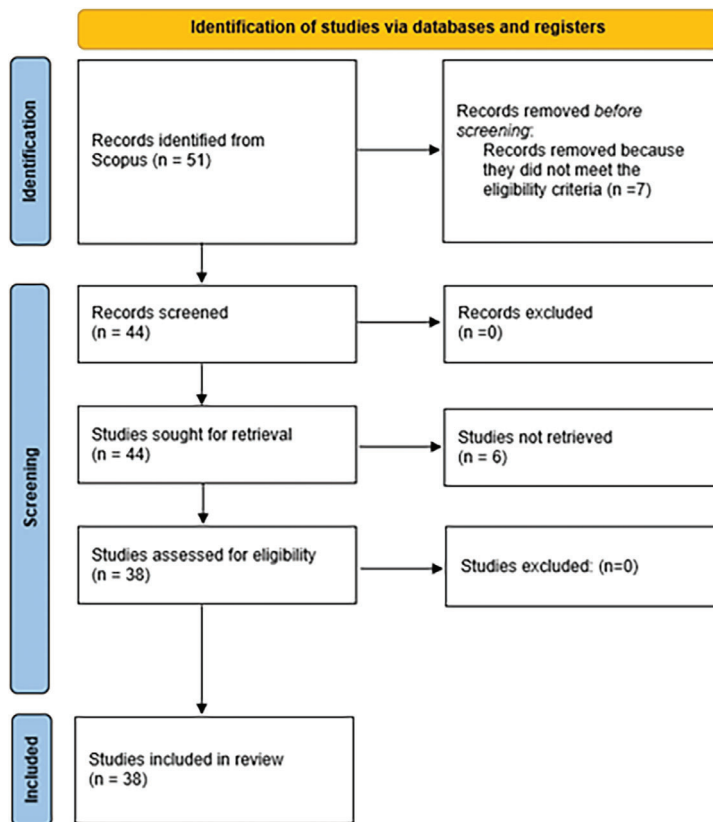 Identification of studies via databases and registers
Identification
Records identified from
Scopus (n = 51)
Records removed before
screening:
Records removed because
they did not meet the
eligibility criteria (n =7)
Screening
Records screened
(n = 44)
Records excluded
(n =0)
Studies sought for retrieval
(n = 44)
Studies not retrieved
(n = 6)
Studies assessed for eligibility
(n = 38)
Studies excluded: (n=0)
Included
Studies included in review
(n = 38)